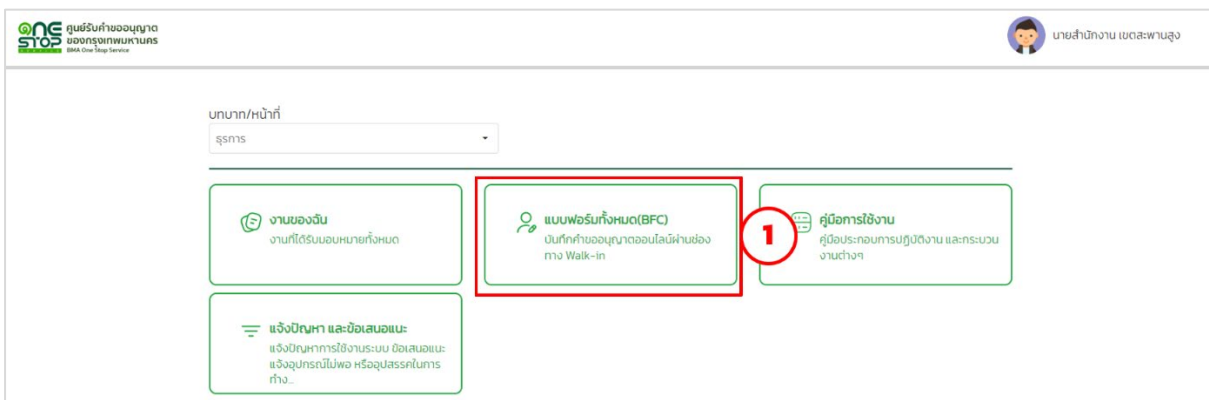 ONE STOP SERVICE
ศูนย์รับคำขออนุญาต
ของกรุงเทพมหานคร
BMA One Stop Service
นายสำนักงาน เขตสะพานสูง
บทบาท/หน้าที่
ธุรการ
งานของฉัน
งานที่ได้รับมอบหมายทั้งหมด
แบบฟอร์มทั้งหมด(BFC)
บันทึกคำขออนุญาตออนไลน์ผ่านช่อง
ทาง Walk-in
1
คู่มือการใช้งาน
คู่มือประกอบการปฏิบัติงาน และกระบวน
งานต่างๆ
แจ้งปัญหา และข้อเสนอแนะ
แจ้งปัญหาการใช้งานระบบ ข้อเสนอแนะ
แจ้งอุปกรณ์ไม่พอ หรืออุปสรรคในการ
ทำง...